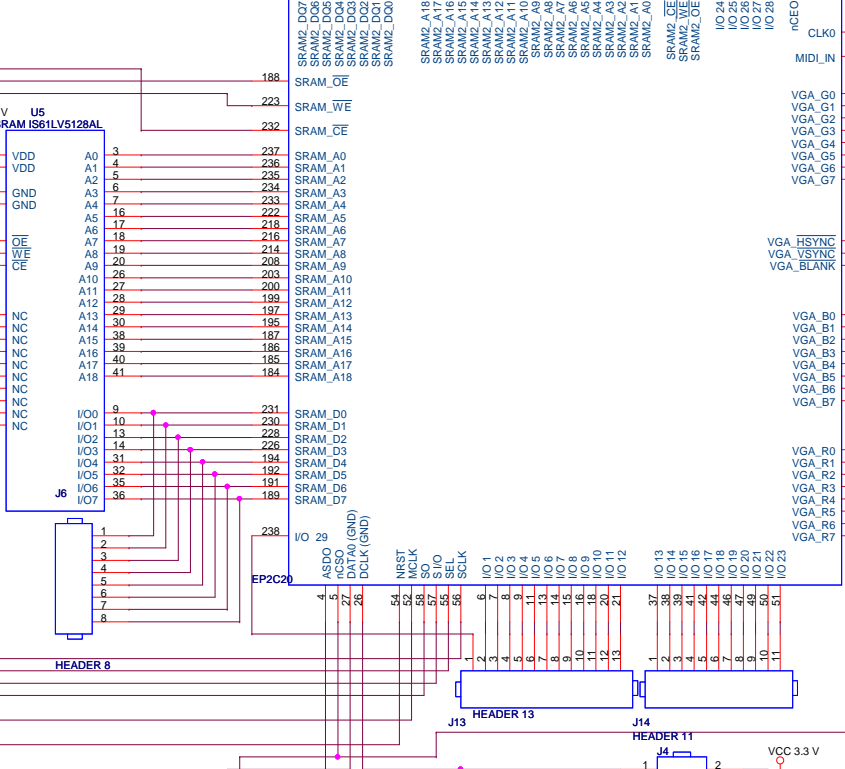 SRAM2_DQ7
SRAM2_DQ6
SRAM2_DQ5
SRAM2_DQ4
SRAM2_DQ3
SRAM2_DQ2
SRAM2_DQ1
SRAM2_DQ0
SRAM2_A18
SRAM2_A17
SRAM2_A16
SRAM2_A15
SRAM2_A14
SRAM2_A13
SRAM2_A12
SRAM2_A11
SRAM2_A10
SRAM2_A9
SRAM2_A8
SRAM2_A7
SRAM2_A6
SRAM2_A5
SRAM2_A4
SRAM2_A3
SRAM2_A2
SRAM2_A1
SRAM2_A0
SRAM2_CE
SRAM2_WE
SRAM2_OE
I/O 24
I/O 25
I/O 26
I/O 27
I/O 28
nCEO
CLK0
MIDI_IN
188 SRAM_OE
223 SRAM_WE
232 SRAM_CE
V U5
SRAM IS61LV5128AL
VDD A0 3 237 SRAM_A0
VDD A1 4 236 SRAM_A1
A2 5 235 SRAM_A2
GND A3 6 234 SRAM_A3
GND A4 7 233 SRAM_A4
A5 16 222 SRAM_A5
A6 17 218 SRAM_A6
OE A7 18 216 SRAM_A7
WE A8 19 214 SRAM_A8
CE A9 20 208 SRAM_A9
A10 26 203 SRAM_A10
A11 27 200 SRAM_A11
A12 28 199 SRAM_A12
NC A13 29 197 SRAM_A13
NC A14 30 195 SRAM_A14
NC A15 38 187 SRAM_A15
NC A16 39 186 SRAM_A16
NC A17 40 185 SRAM_A17
NC A18 41 184 SRAM_A18
NC
NC
NC I/O0 9 231 SRAM_D0
NC I/O1 10 230 SRAM_D1
I/O2 13 228 SRAM_D2
I/O3 14 226 SRAM_D3
I/O4 31 194 SRAM_D4
I/O5 32 192 SRAM_D5
I/O6 35 191 SRAM_D6
I/O7 36 189 SRAM_D7
VGA_G0
VGA_G1
VGA_G2
VGA_G3
VGA_G4
VGA_G5
VGA_G6
VGA_G7
VGA_HSYNC
VGA_VSYNC
VGA_BLANK
VGA_B0
VGA_B1
VGA_B2
VGA_B3
VGA_B4
VGA_B5
VGA_B6
VGA_B7
VGA_R0
VGA_R1
VGA_R2
VGA_R3
VGA_R4
VGA_R5
VGA_R6
VGA_R7
J6
1
2
3
4
5
6
7
8
HEADER 8
238 I/O 29
EP2C20
ASDO 4
nCSO 5
DATA0 (GND) 27
DCLK (GND) 26
NRST 54
MCLK 52
SO 58
S I/O 57
SEL 55
SCLK 56
I/O 1 6
I/O 2 7
I/O 3 8
I/O 4 9
I/O 5 11
I/O 6 13
I/O 7 14
I/O 8 15
I/O 9 16
I/O 10 18
I/O 11 20
I/O 12 21
I/O 13 37
I/O 14 38
I/O 15 39
I/O 16 41
I/O 17 42
I/O 18 44
I/O 19 46
I/O 20 47
I/O 21 49
I/O 22 50
I/O 23 51
1 2 3 4 5 6 7 8 9 10 11 12 13
1 2 3 4 5 6 7 8 9 10 11
J13 HEADER 13
J14
HEADER 11
J4
1 2
VCC 3.3 V